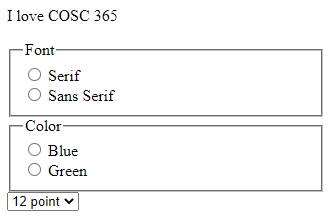 I love COSC 365
Font
Serif
Sans Serif
Color
Blue
Green
12 point